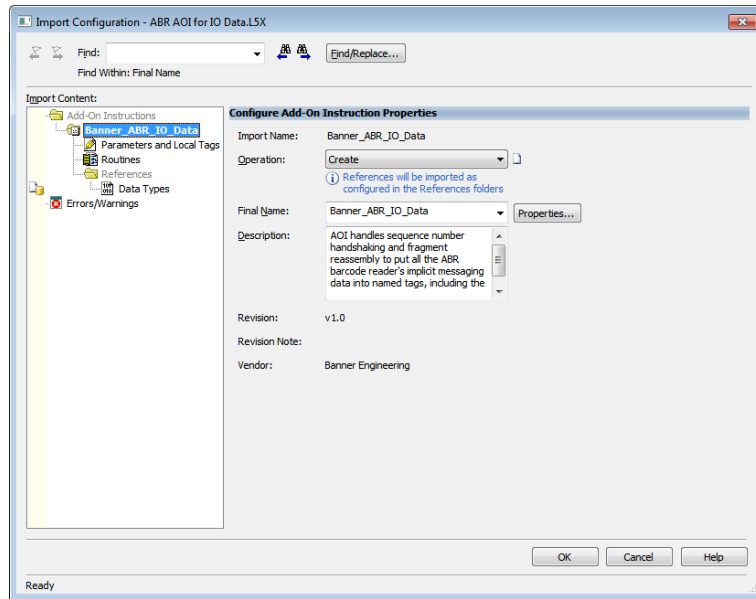 Import Configuration - ABR AOI for IO Data.L5X
Find:
Find/Replace...
Find Within: Final Name
Import Content:
Add-On Instructions
Banner_ABR_IO_Data
Parameters and Local Tags
Routines
References
Data Types
Errors/Warnings
Configure Add-On Instruction Properties
Import Name: Banner_ABR_IO_Data
Operation: Create
References will be imported as
configured in the References folders
Final Name: Banner_ABR_IO_Data Properties...
Description: AOI handles sequence number
handshaking and fragment
reassembly to put all the ABR
barcode reader's implicit messaging
data into named tags, including the
Revision: v1.0
Revision Note:
Vendor: Banner Engineering
OK Cancel Help
Ready